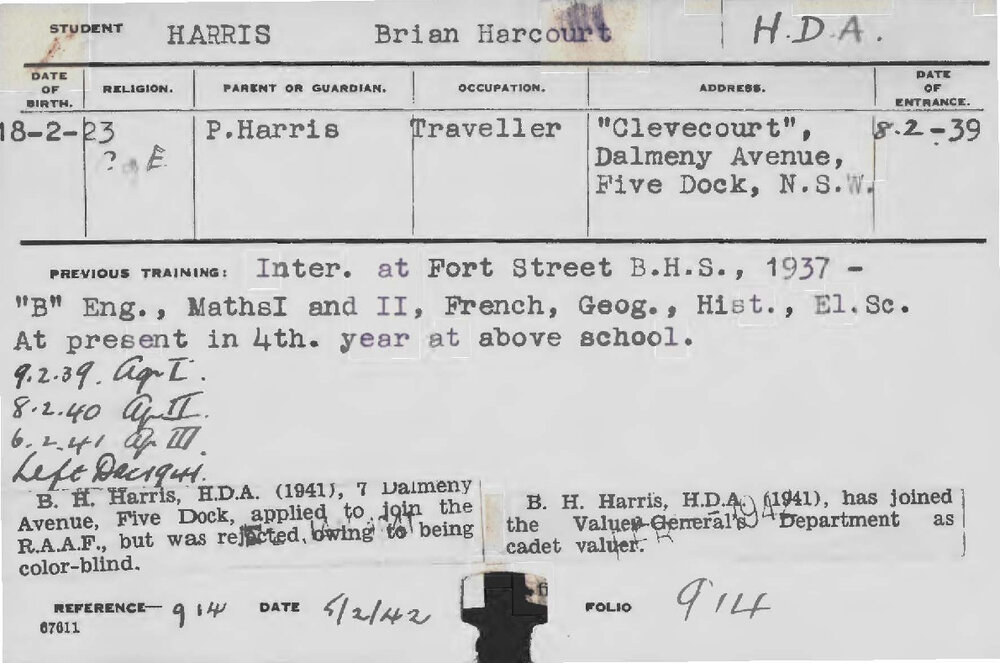 STUDENT HARRIS Brian Harcourt H.D.A.
DATE OF BIRTH. RELIGION. PARENT OR GUARDIAN. OCCUPATION. ADDRESS. DATE OF ENTRANCE.
18-2-23 P.Harris Traveller "Clevecourt", 8.2-39
? E Dalmeny Avenue,
Five Dock, N.S.W.
PREVIOUS TRAINING: Inter. at Fort Street B.H.S., 1937 -
"B" Eng., MathsI and II, French, Geog., Hist., El.Sc.
At present in 4th. year at above school.
9.2.39. Agr I.
8.2.40 Ag II.
6.2.41 Ag III.
Left Dec 1941.
B. H. Harris, H.D.A. (1941), 7 Dalmeny
Avenue, Five Dock, applied to join the
R.A.A.F., but was rejected, owing to being
color-blind.
B. H. Harris, H.D.A. (1941), has joined
the Valuer-General's Department as
cadet valuer.
REFERENCE— 914 DATE 5/2/42 FOLIO 914
67611